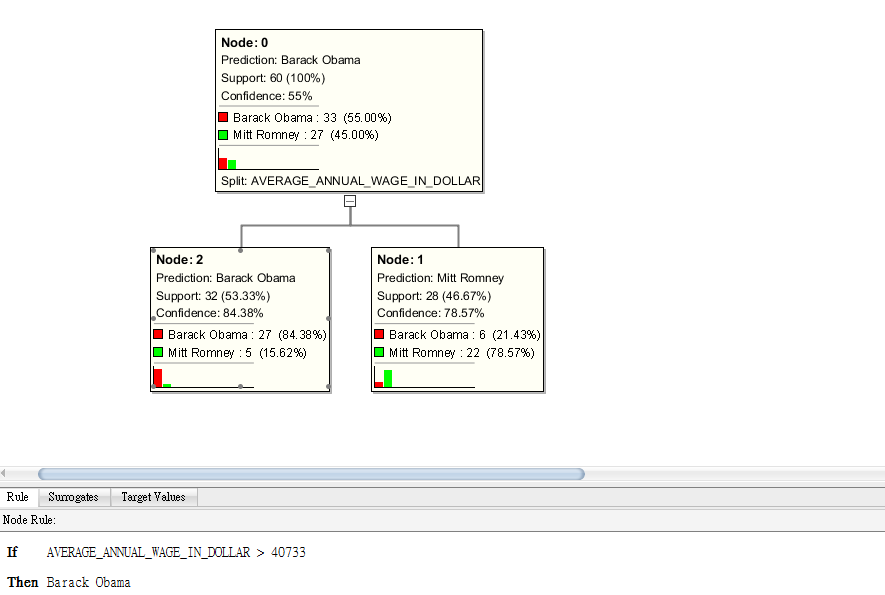 Node: 0
Prediction: Barack Obama
Support: 60 (100%)
Confidence: 55%
Barack Obama : 33 (55.00%)
Mitt Romney : 27 (45.00%)
Split: AVERAGE_ANNUAL_WAGE_IN_DOLLAR
Node: 2
Prediction: Barack Obama
Support: 32 (53.33%)
Confidence: 84.38%
Barack Obama : 27 (84.38%)
Mitt Romney : 5 (15.62%)
Node: 1
Prediction: Mitt Romney
Support: 28 (46.67%)
Confidence: 78.57%
Barack Obama : 6 (21.43%)
Mitt Romney : 22 (78.57%)
Rule Surrogates Target Values
Node Rule:
If AVERAGE_ANNUAL_WAGE_IN_DOLLAR > 40733
Then Barack Obama